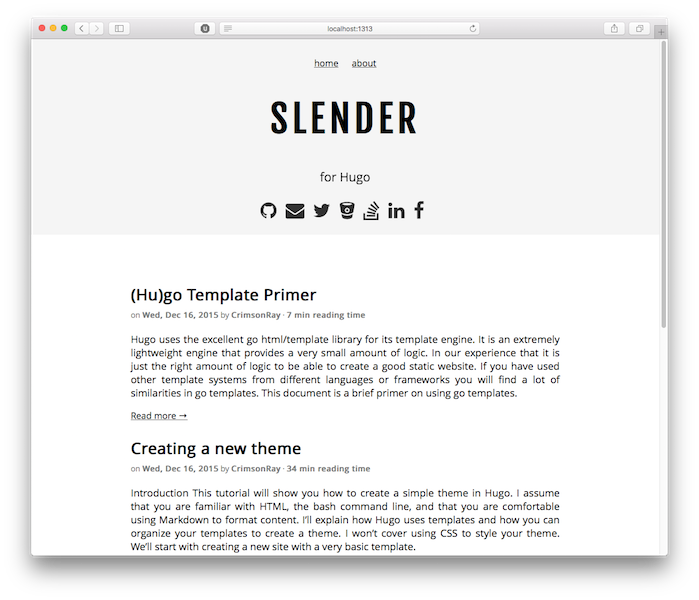 localhost:1313
home about
SLENDER
for Hugo
(Hu)go Template Primer
on Wed, Dec 16, 2015 by CrimsonRay · 7 min reading time
Hugo uses the excellent go html/template library for its template engine. It is an extremely
lightweight engine that provides a very small amount of logic. In our experience that it is
just the right amount of logic to be able to create a good static website. If you have used
other template systems from different languages or frameworks you will find a lot of
similarities in go templates. This document is a brief primer on using go templates.
Read more →
Creating a new theme
on Wed, Dec 16, 2015 by CrimsonRay · 34 min reading time
Introduction This tutorial will show you how to create a simple theme in Hugo. I assume
that you are familiar with HTML, the bash command line, and that you are comfortable
using Markdown to format content. I'll explain how Hugo uses templates and how you can
organize your templates to create a theme. I won't cover using CSS to style your theme.
We'll start with creating a new site with a very basic template.